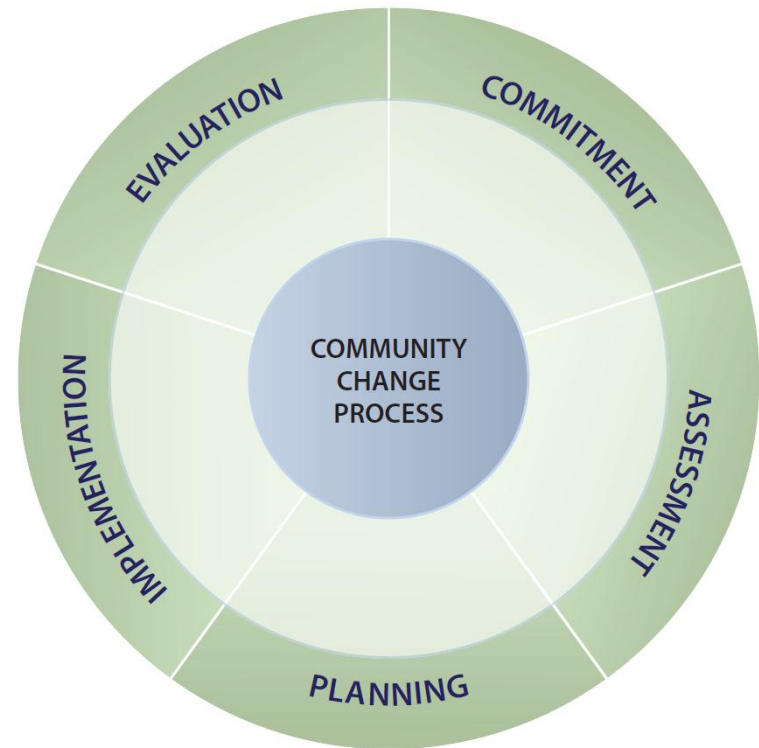 COMMITMENT
ASSESSMENT
PLANNING
IMPLEMENTATION
EVALUATION
COMMUNITY
CHANGE
PROCESS